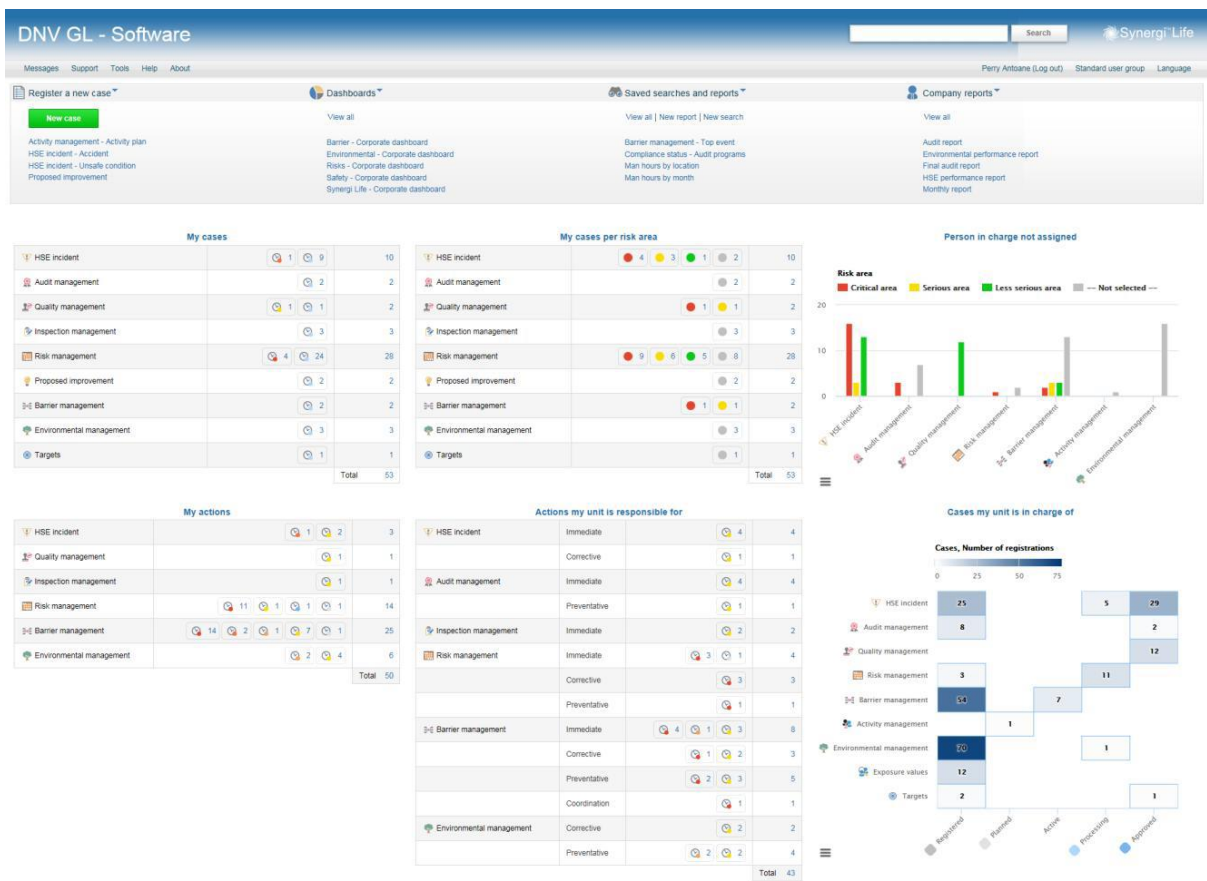 DNV GL - Software
Search
Synergi Life
Messages Support Tools Help About
Perry Antoane (Log out) Standard user group Language
Register a new case
New case
Activity management - Activity plan
HSE incident - Accident
HSE incident - Unsafe condition
Proposed improvement
Dashboards
View all
Barrier - Corporate dashboard
Environmental - Corporate dashboard
Risks - Corporate dashboard
Safety - Corporate dashboard
Synergi Life - Corporate dashboard
Saved searches and reports
View all | New report | New search
Barrier management - Top event
Compliance status - Audit programs
Man hours by location
Man hours by month
Company reports
View all
Audit report
Environmental performance report
Final audit report
HSE performance report
Monthly report
My cases
HSE incident 1 9 10
Audit management 2 2
Quality management 1 1 2
Inspection management 3 3
Risk management 4 24 28
Proposed improvement 2 2
Barrier management 2 2
Environmental management 3 3
Targets 1 1
Total 53
My cases per risk area
HSE incident 4 3 1 2 10
Audit management 2 2
Quality management 1 1 2
Inspection management 3 3
Risk management 9 6 5 8 28
Proposed improvement 2 2
Barrier management 1 1 2
Environmental management 3 3
Targets 1 1
Total 53
Person in charge not assigned
Risk area
Critical area Serious area Less serious area --- Not selected ---
20
10
0
HSE incident
Audit management
Quality management
Risk management
Barrier management
Activity management
Environmental management
My actions
HSE incident 1 2 3
Quality management 1 1
Inspection management 1 1
Risk management 11 1 1 1 14
Barrier management 14 2 1 7 1 25
Environmental management 2 4 6
Total 50
Actions my unit is responsible for
HSE incident Immediate 4 4
Corrective 1 1
Audit management Immediate 4 4
Preventative 1 1
Inspection management Immediate 2 2
Risk management Immediate 3 1 4
Corrective 3 3
Preventative 1 1
Barrier management Immediate 4 1 3 8
Corrective 1 2 3
Preventative 2 3 5
Coordination 1 1
Environmental management Corrective 2 2
Preventative 2 2 4
Total 43
Cases my unit is in charge of
Cases, Number of registrations
0 25 50 75
HSE incident 25 5 29
Audit management 8 2
Quality management 12
Risk management 3 11
Barrier management 54 7
Activity management 1
Environmental management 70 1
Exposure values 12
Targets 2 1
Registered
Planned
Active
Processing
Approved